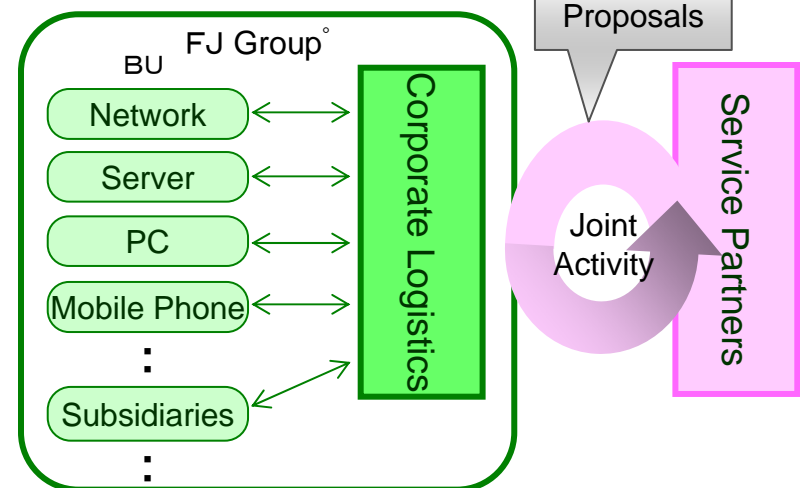 Proposals
FJ Group°
BU
Network
Server
PC
Mobile Phone
:
Subsidiaries
:
Corporate Logistics
Joint
Activity
Service Partners